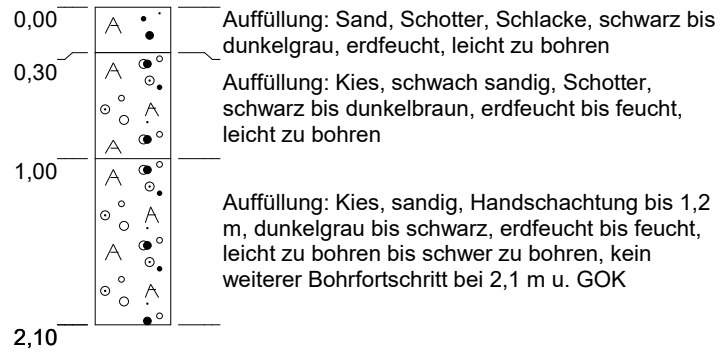 0,00
Auffüllung: Sand, Schotter, Schlacke, schwarz bis
dunkelgrau, erdfeucht, leicht zu bohren
0,30
Auffüllung: Kies, schwach sandig, Schotter,
schwarz bis dunkelbraun, erdfeucht bis feucht,
leicht zu bohren
1,00
Auffüllung: Kies, sandig, Handschachtung bis 1,2
m, dunkelgrau bis schwarz, erdfeucht bis feucht,
leicht zu bohren bis schwer zu bohren, kein
weiterer Bohrfortschritt bei 2,1 m u. GOK
2,10